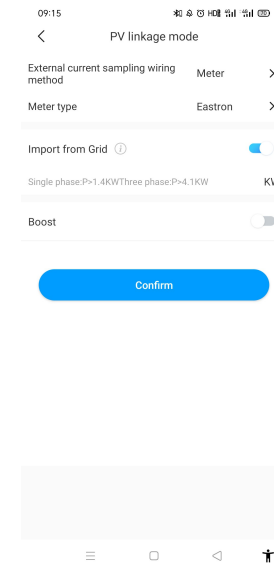 09:15
PV linkage mode
External current sampling wiring
method
Meter
Meter type
Eastron
Import from Grid
Single phase:P>1.4KWThree phase:P>4.1KW
Boost
Confirm